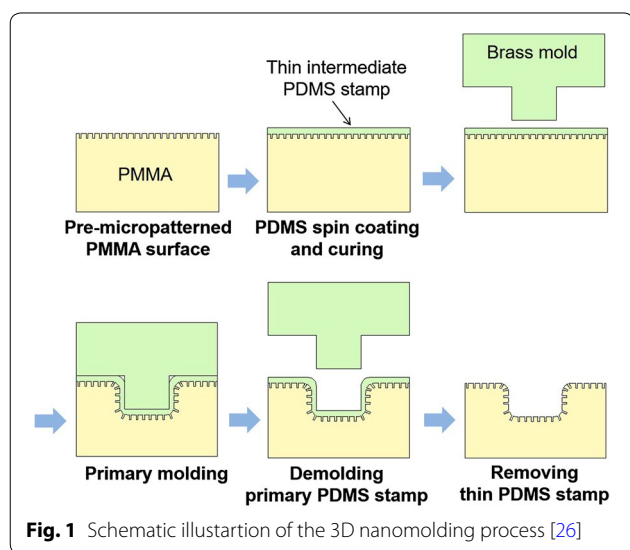 Thin intermediate
PDMS stamp
Brass mold
PMMA
Pre-micropatterned
PMMA surface
PDMS spin coating
and curing
Primary molding
Demolding
primary PDMS stamp
Removing
thin PDMS stamp
Fig. 1 Schematic illustartion of the 3D nanomolding process [26]